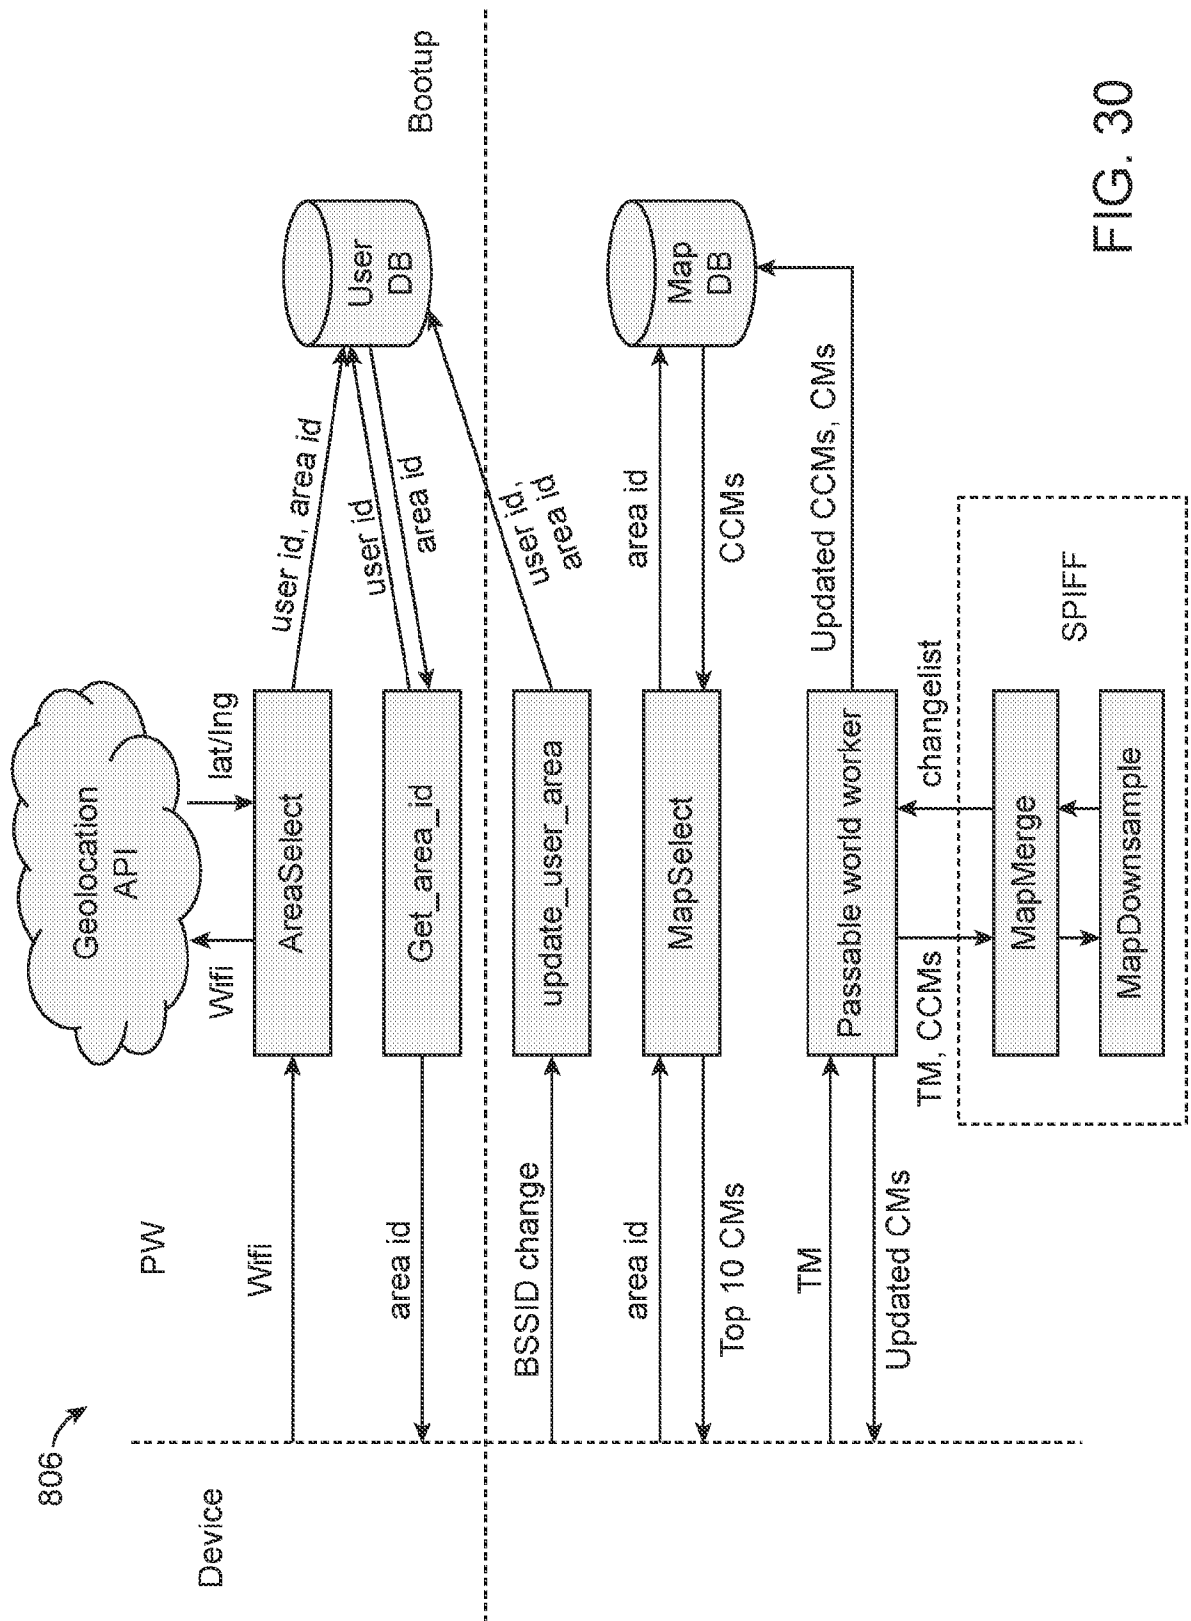 806
Device
PW
Bootup
Geolocation
API
Wifi
lat/lng
Wifi
AreaSelect
user id, area id
User
DB
area id
Get_area_id
user id
area id
BSSID change
update_user_area
user id,
area id
area id
MapSelect
area id
Map
DB
Top 10 CMs
CCMs
TM
Passable world worker
Updated CCMs, CMs
Updated CMs
TM, CCMs
changelist
MapMerge
SPIFF
MapDownsample
FIG. 30